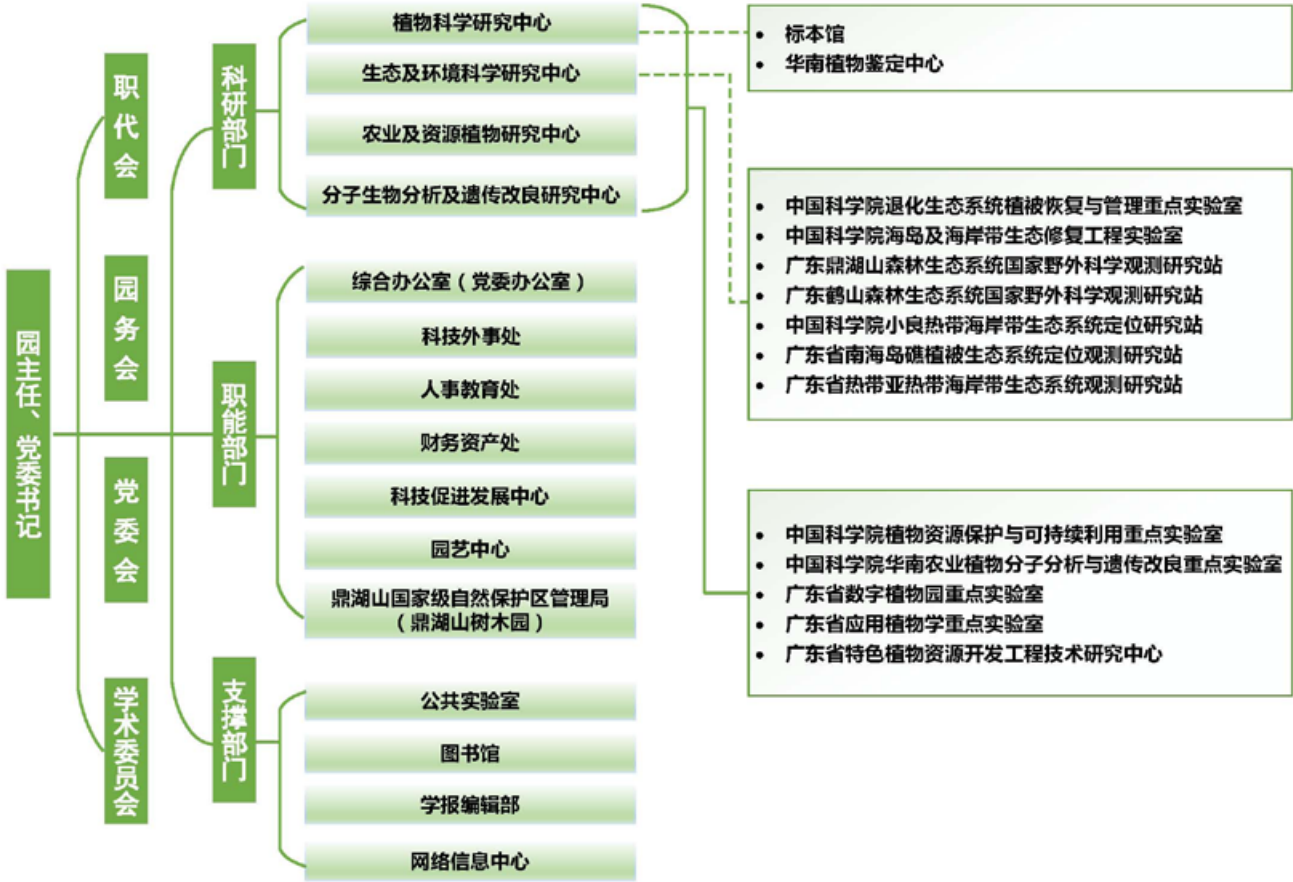 园主任、党委书记
职代会
园务会
党委会
学术委员会
科研部门
植物科学研究中心
生态及环境科学研究中心
农业及资源植物研究中心
分子生物分析及遗传改良研究中心
职能部门
综合办公室（党委办公室）
科技外事处
人事教育处
财务资产处
科技促进发展中心
园艺中心
鼎湖山国家级自然保护区管理局
（鼎湖山树木园）
支撑部门
公共实验室
图书馆
学报编辑部
网络信息中心
• 标本馆
• 华南植物鉴定中心
• 中国科学院退化生态系统植被恢复与管理重点实验室
• 中国科学院海岛及海岸带生态修复工程实验室
• 广东鼎湖山森林生态系统国家野外科学观测研究站
• 广东鹤山森林生态系统国家野外科学观测研究站
• 中国科学院小良热带海岸带生态系统定位研究站
• 广东省南海岛礁植被生态系统定位观测研究站
• 广东省热带亚热带海岸带生态系统观测研究站
• 中国科学院植物资源保护与可持续利用重点实验室
• 中国科学院华南农业植物分子分析与遗传改良重点实验室
• 广东省数字植物园重点实验室
• 广东省应用植物学重点实验室
• 广东省特色植物资源开发工程技术研究中心